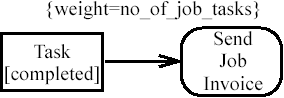 {weight=no_of_job_tasks}
Task
[completed]
Send
Job
Invoice